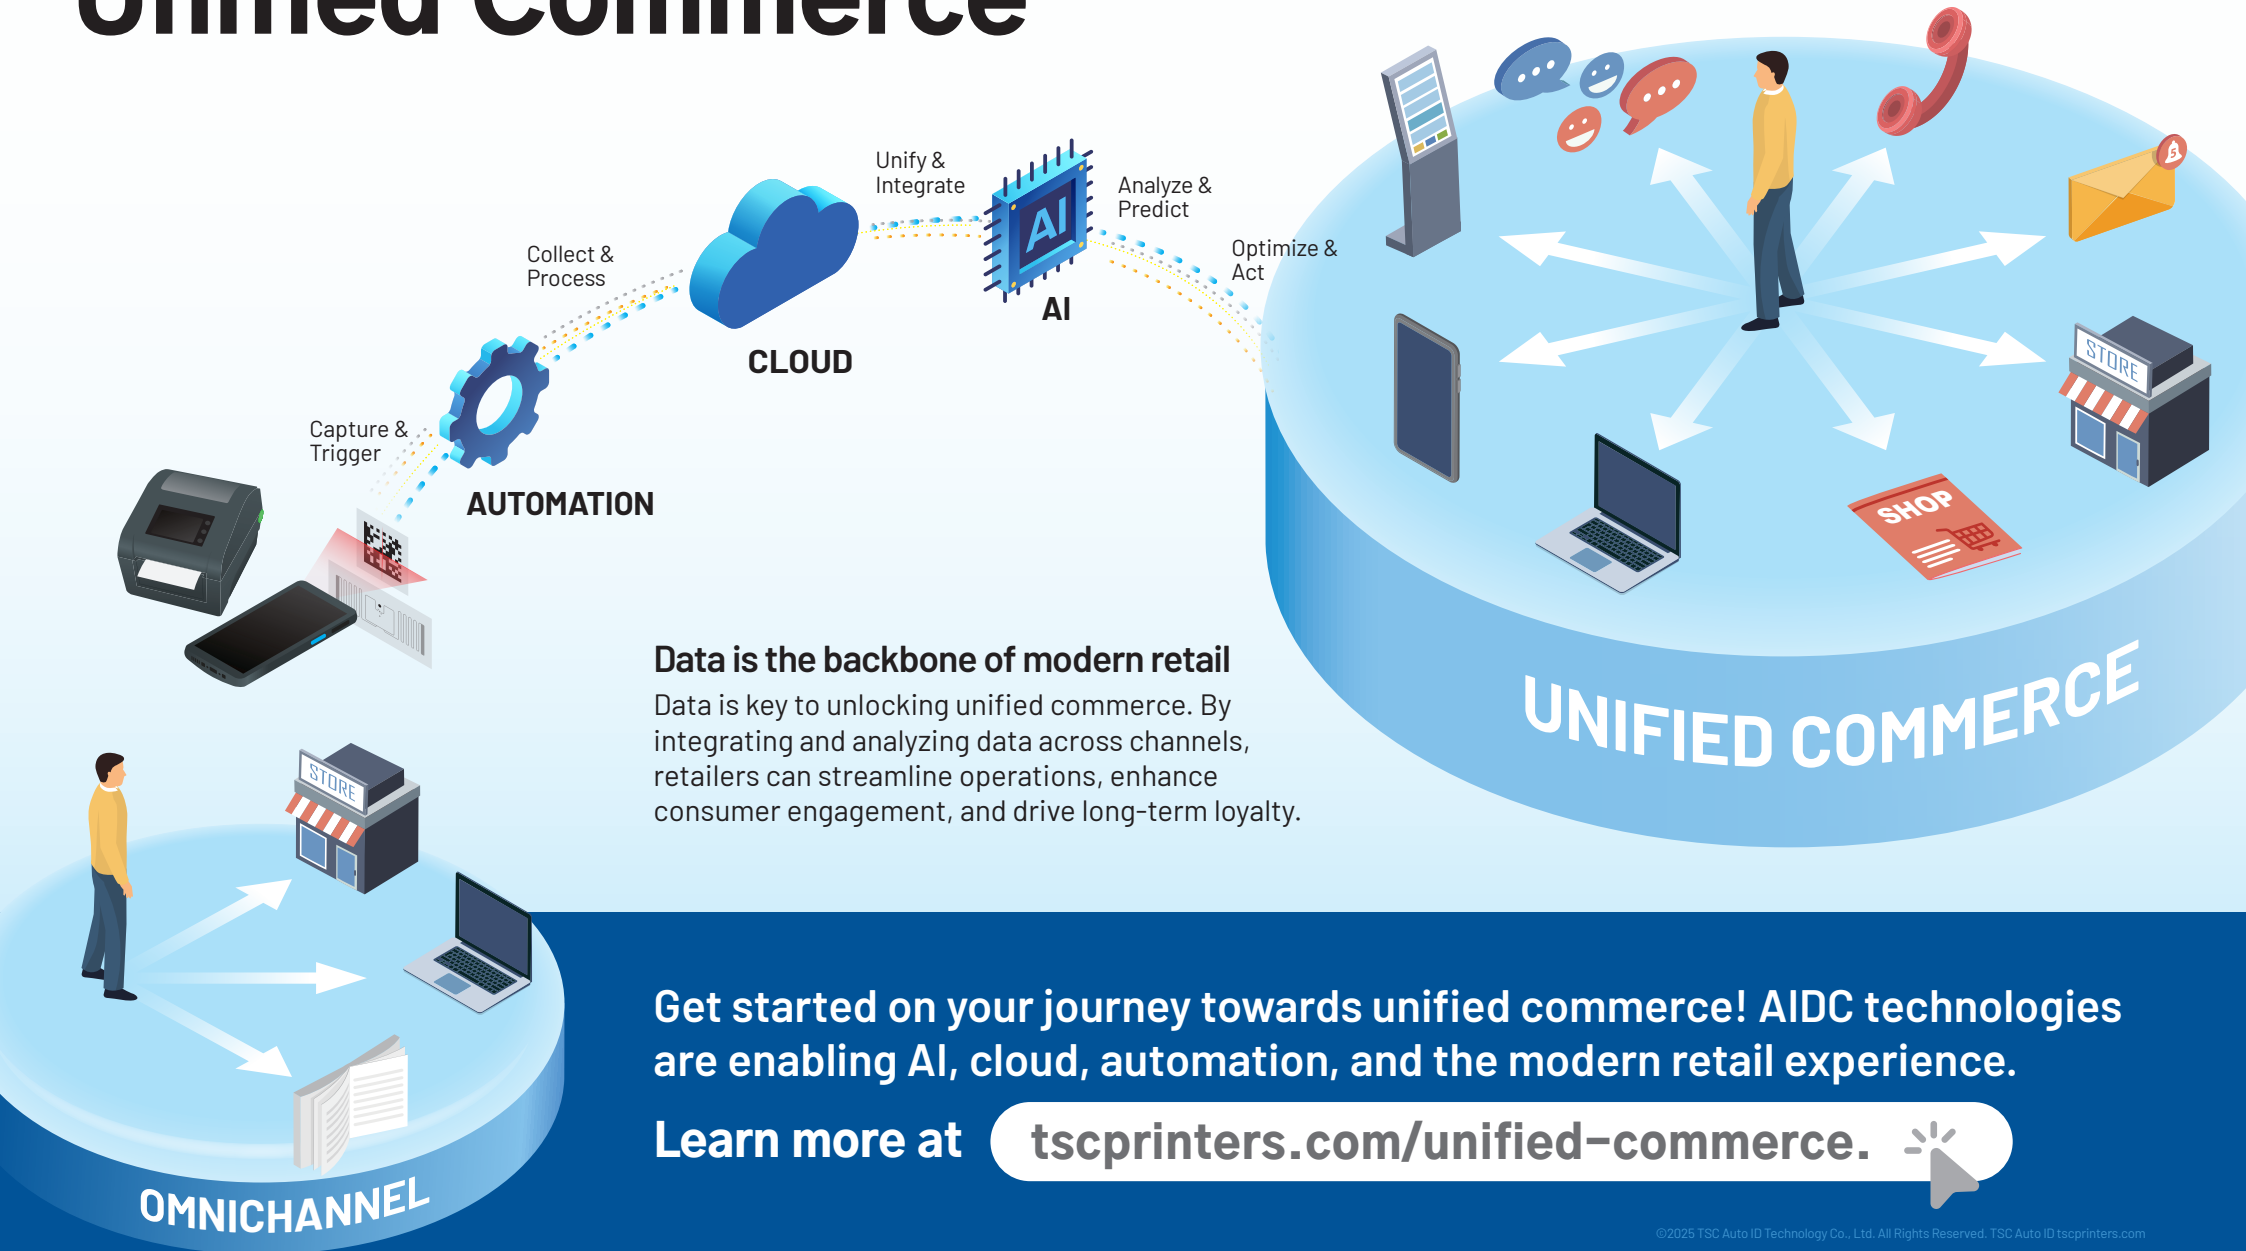 Unified Commerce
Unify &
Integrate
AI
Analyze &
Predict
Optimize &
Act
AI
Collect &
Process
CLOUD
Capture &
Trigger
AUTOMATION
5
STORE
SHOP
UNIFIED COMMERCE
Data is the backbone of modern retail
Data is key to unlocking unified commerce. By
integrating and analyzing data across channels,
retailers can streamline operations, enhance
consumer engagement, and drive long-term loyalty.
STORE
OMNICHANNEL
Get started on your journey towards unified commerce! AIDC technologies
are enabling AI, cloud, automation, and the modern retail experience.
Learn more at tscprinters.com/unified-commerce.
©2025 TSC Auto ID Technology Co., Ltd. All Rights Reserved. TSC Auto ID tscprinters.com